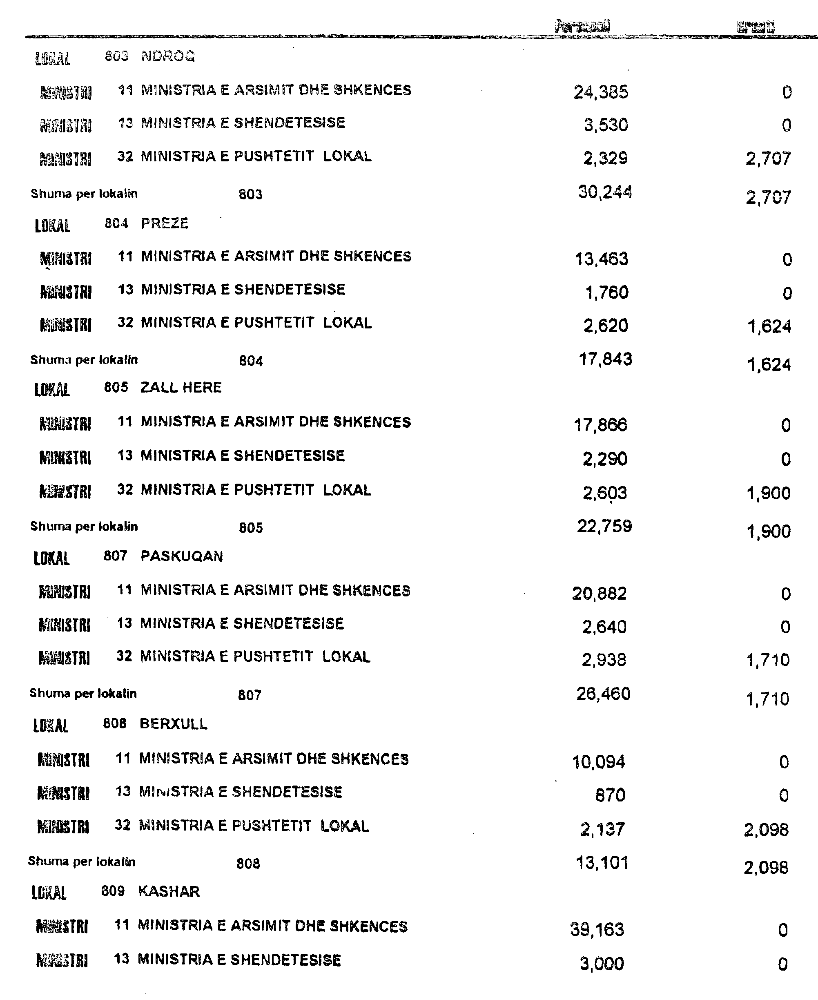 Personeli
LOKAL 803 NDROQ
MINISTRI 11 MINISTRIA E ARSIMIT DHE SHKENCES 24,385 0
MINISTRI 13 MINISTRIA E SHENDETESISE 3,530 0
MINISTRI 32 MINISTRIA E PUSHTETIT LOKAL 2,329 2,707
Shuma per lokalin 803 30,244 2,707
LOKAL 804 PREZE
MINISTRI 11 MINISTRIA E ARSIMIT DHE SHKENCES 13,463 0
MINISTRI 13 MINISTRIA E SHENDETESISE 1,760 0
MINISTRI 32 MINISTRIA E PUSHTETIT LOKAL 2,620 1,624
Shuma per lokalin 804 17,843 1,624
LOKAL 805 ZALL HERE
MINISTRI 11 MINISTRIA E ARSIMIT DHE SHKENCES 17,866 0
MINISTRI 13 MINISTRIA E SHENDETESISE 2,290 0
MINISTRI 32 MINISTRIA E PUSHTETIT LOKAL 2,603 1,900
Shuma per lokalin 805 22,759 1,900
LOKAL 807 PASKUQAN
MINISTRI 11 MINISTRIA E ARSIMIT DHE SHKENCES 20,882 0
MINISTRI 13 MINISTRIA E SHENDETESISE 2,640 0
MINISTRI 32 MINISTRIA E PUSHTETIT LOKAL 2,938 1,710
Shuma per lokalin 807 26,460 1,710
LOKAL 808 BERXULL
MINISTRI 11 MINISTRIA E ARSIMIT DHE SHKENCES 10,094 0
MINISTRI 13 MINISTRIA E SHENDETESISE 870 0
MINISTRI 32 MINISTRIA E PUSHTETIT LOKAL 2,137 2,098
Shuma per lokalin 808 13,101 2,098
LOKAL 809 KASHAR
MINISTRI 11 MINISTRIA E ARSIMIT DHE SHKENCES 39,163 0
MINISTRI 13 MINISTRIA E SHENDETESISE 3,000 0